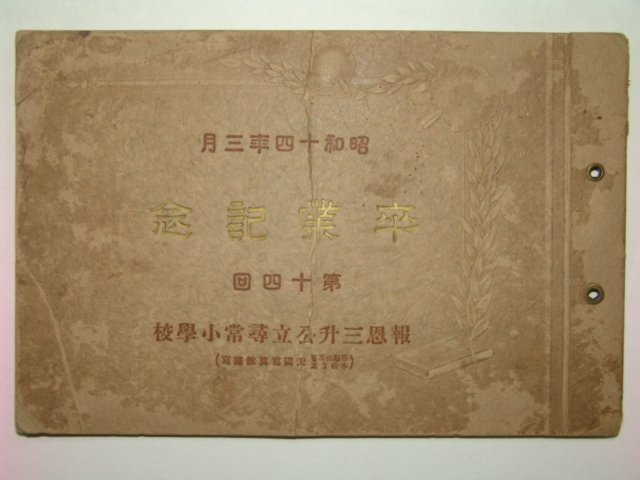 昭和十四年三月
卒業記念
第十四回
報恩三升公立尋常小學校